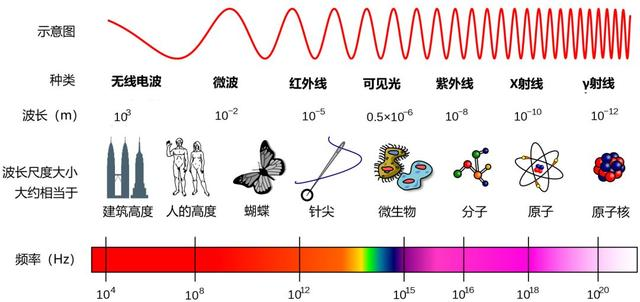 示意图
种类 无线电波 微波 红外线 可见光 紫外线 X射线 γ射线
波长（m） 10³ 10⁻² 10⁻⁵ 0.5×10⁻⁶ 10⁻⁸ 10⁻¹⁰ 10⁻¹²
波长尺度大小
大约相当于
建筑高度 人的高度 蝴蝶 针尖 微生物 分子 原子 原子核
频率（Hz）
10⁴ 10⁸ 10¹² 10¹⁵ 10¹⁶ 10¹⁸ 10²⁰